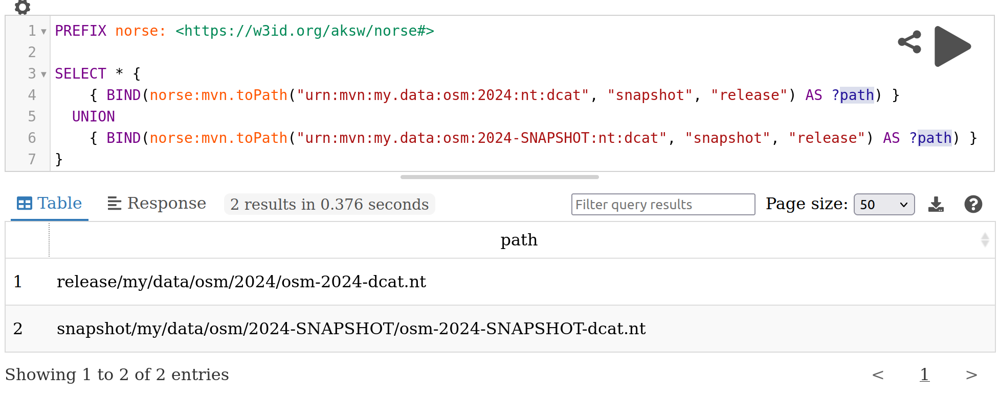 1 PREFIX norse: <https://w3id.org/aksw/norse#>
2
3 SELECT * {
4     { BIND(norse:mvn.toPath("urn:mvn:my.data:osm:2024:nt:dcat", "snapshot", "release") AS ?path) }
5   UNION
6     { BIND(norse:mvn.toPath("urn:mvn:my.data:osm:2024-SNAPSHOT:nt:dcat", "snapshot", "release") AS ?path) }
7 }
Table Response 2 results in 0.376 seconds Filter query results Page size: 50
path
1 release/my/data/osm/2024/osm-2024-dcat.nt
2 snapshot/my/data/osm/2024-SNAPSHOT/osm-2024-SNAPSHOT-dcat.nt
Showing 1 to 2 of 2 entries < 1 >